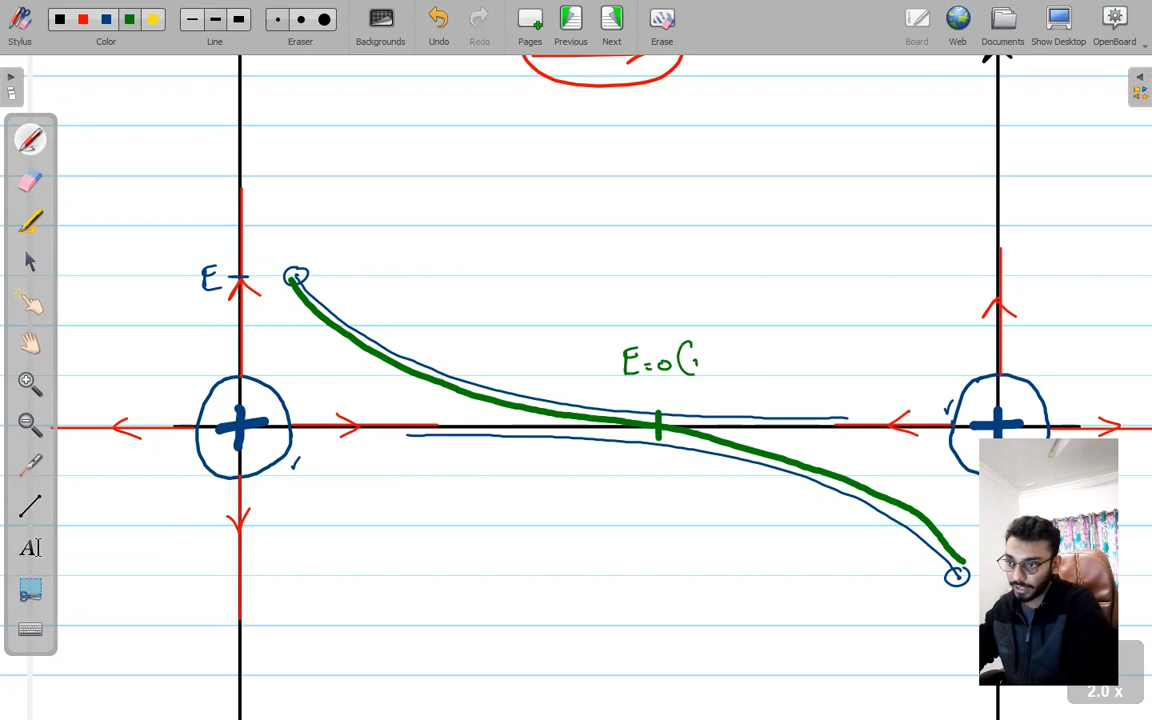 Stylus
Color
Line
Eraser
Backgrounds
Undo
Redo
Pages
Previous
Next
Erase
Board
Web
Documents
Show Desktop
OpenBoard
E
E=0(
+
+
AI
2.0 x